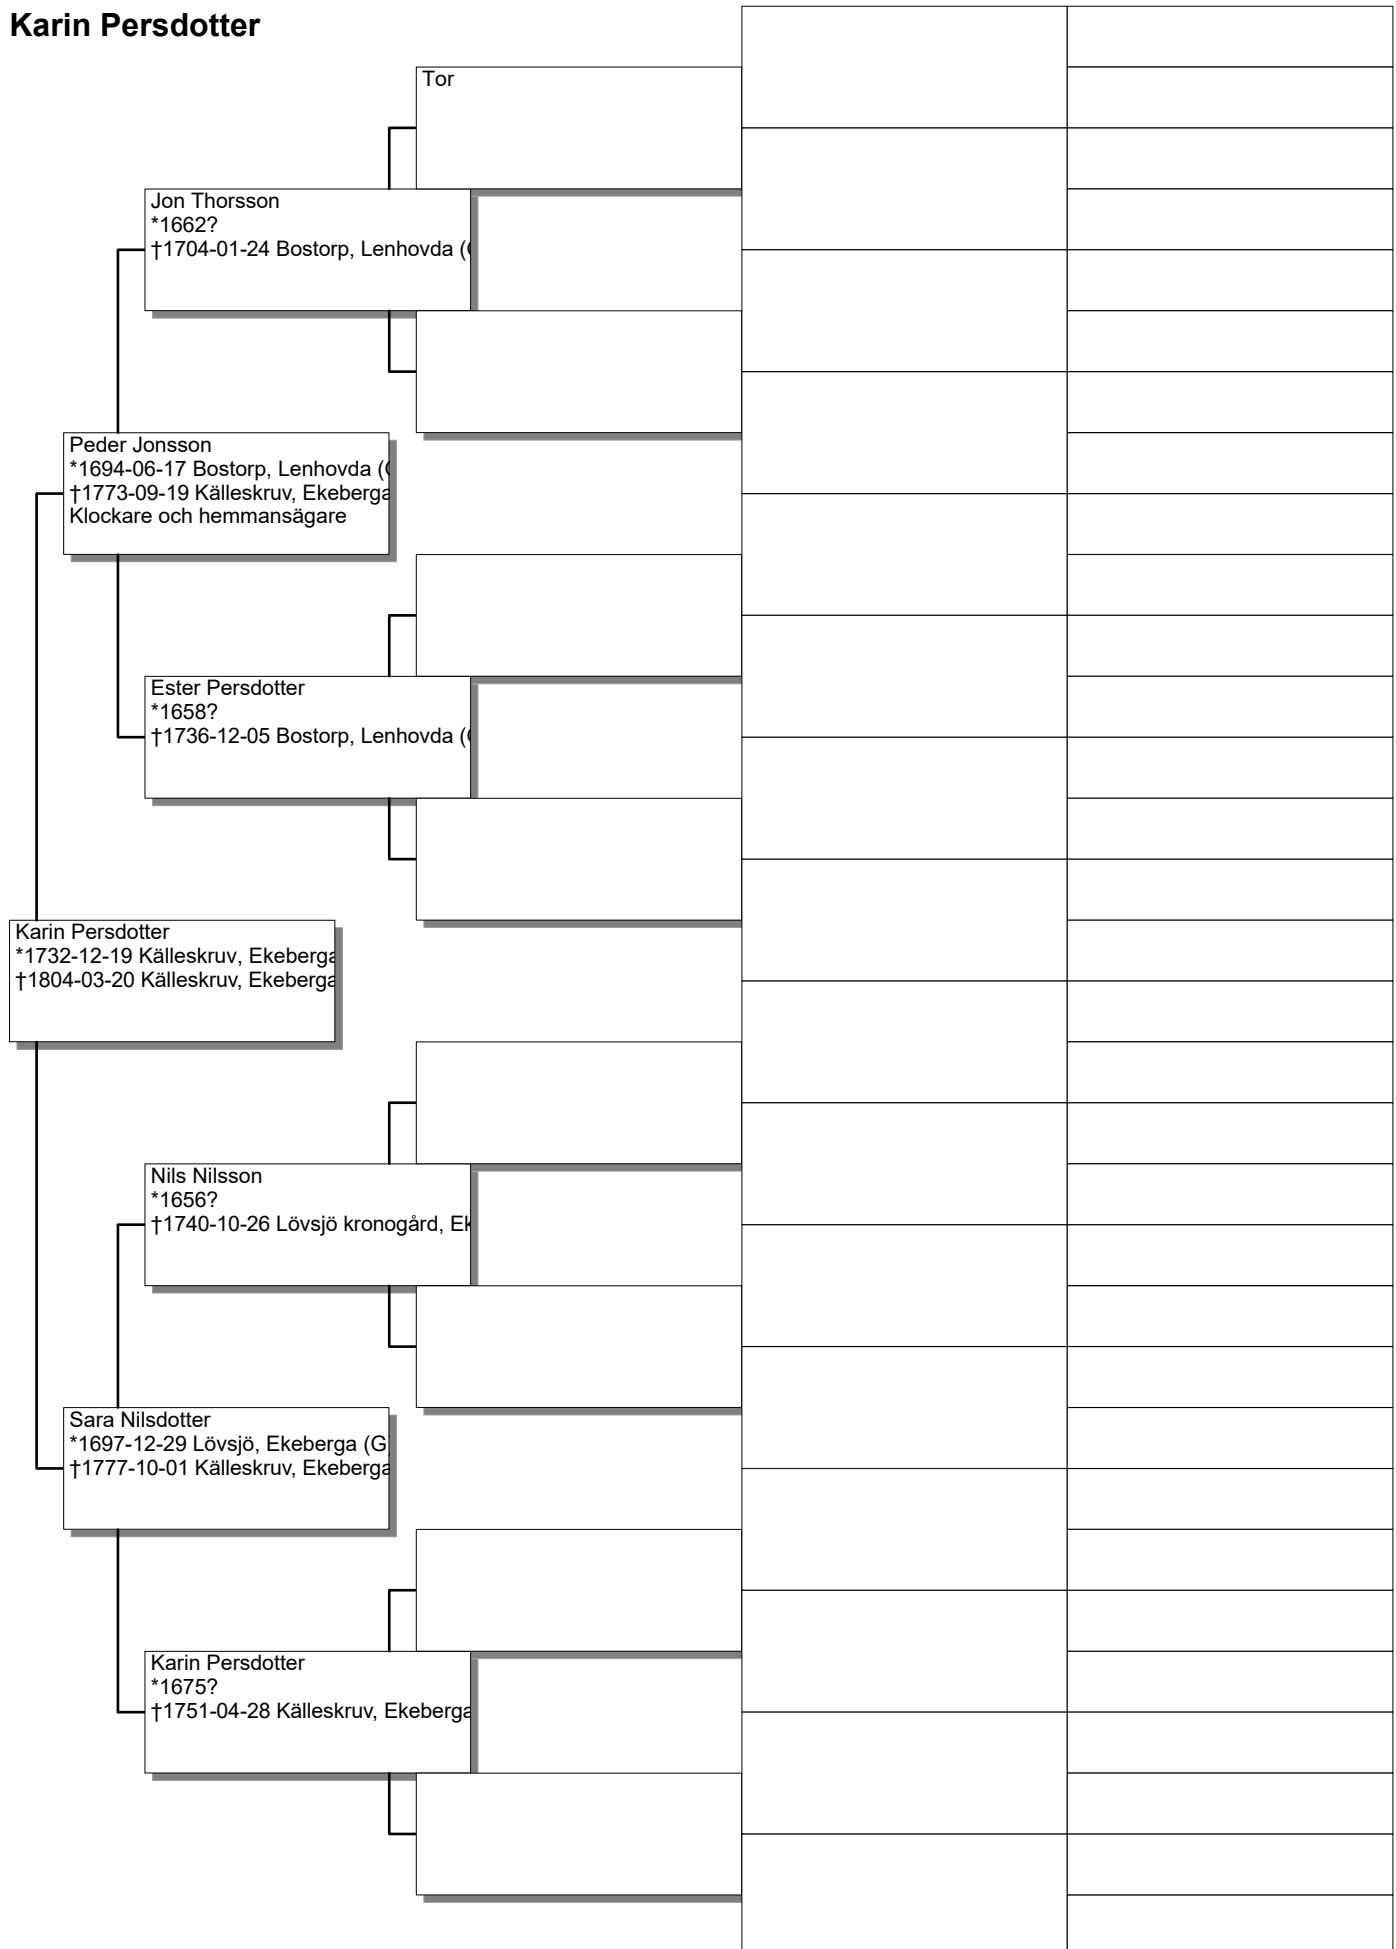 Karin Persdotter
Tor
Jon Thorsson
*1662?
†1704-01-24 Bostorp, Lenhovda (
Peder Jonsson
*1694-06-17 Bostorp, Lenhovda (
†1773-09-19 Källeskruv, Ekeberga
Klockare och hemmansägare
Ester Persdotter
*1658?
†1736-12-05 Bostorp, Lenhovda (
Karin Persdotter
*1732-12-19 Källeskruv, Ekeberga
†1804-03-20 Källeskruv, Ekeberga
Nils Nilsson
*1656?
†1740-10-26 Lövsjö kronogård, Ek
Sara Nilsdotter
*1697-12-29 Lövsjö, Ekeberga (G
†1777-10-01 Källeskruv, Ekeberga
Karin Persdotter
*1675?
†1751-04-28 Källeskruv, Ekeberga